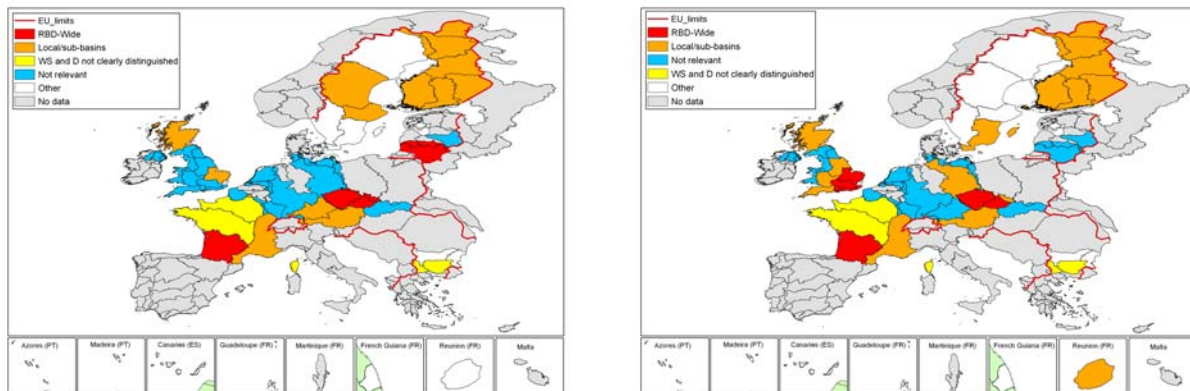 EU_limits
RBD-Wide
Local/sub-basins
WS and D not clearly distinguished
Not relevant
Other
No data
Azores (PT)
Madeira (PT)
Canaries (ES)
Guadeloupe (FR)
Martinique (FR)
French Guiana (FR)
Reunion (FR)
Malta
EU_limits
RBD-Wide
Local/sub-basins
WS and D not clearly distinguished
Not relevant
Other
No data
Azores (PT)
Madeira (PT)
Canaries (ES)
Guadeloupe (FR)
Martinique (FR)
French Guiana (FR)
Reunion (FR)
Malta